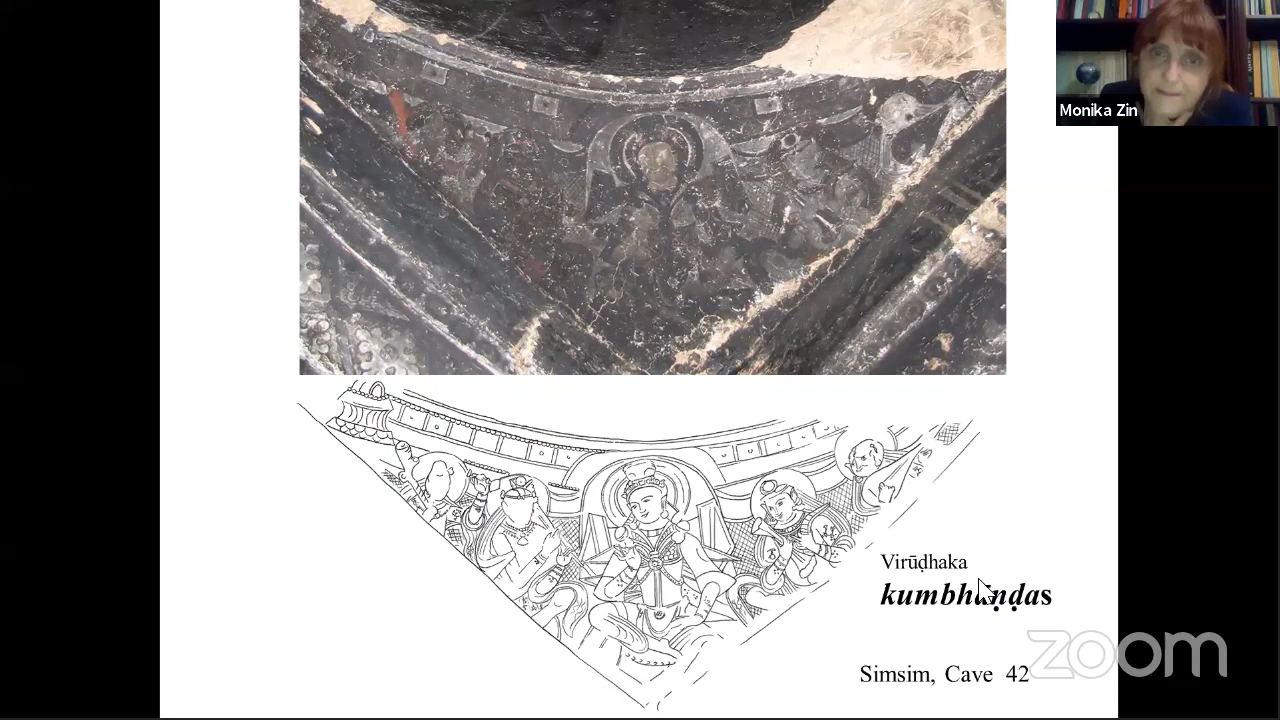 Monika Zin
Virūḍhaka
kumbhāṇḍas
Simsim, Cave 42
zoom